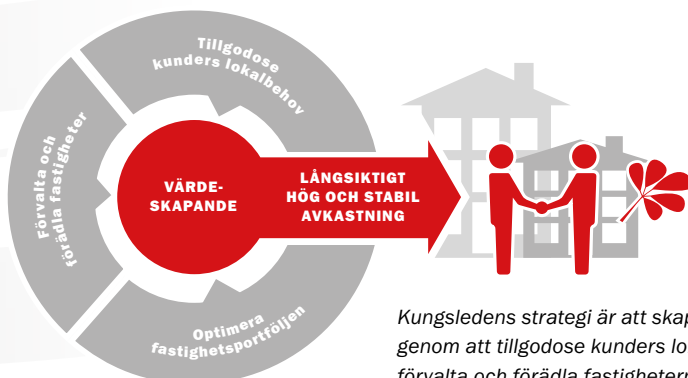 Tillgodose
kunders lokalbehov
Förvalta och
förädla fastigheter
VÄRDE-
SKAPANDE
LÅNGSIKTIGT
HÖG OCH STABIL
AVKASTNING
Optimera
fastighetsportföljen
Kungsledens strategi är att skap
genom att tillgodose kunders lo
förvalta och förädla fastigheter